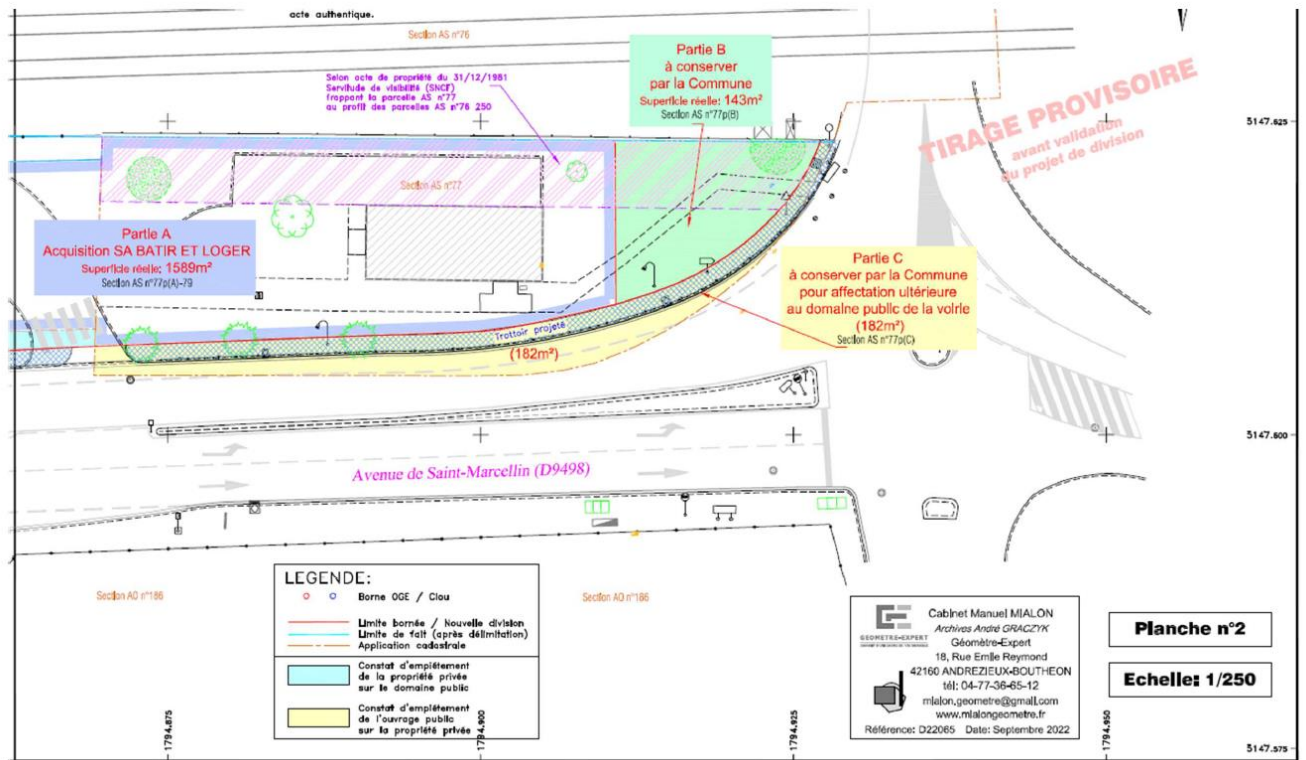 acte authentique.
Section AS n°76
Selon acte de propriété du 31/12/1981
Servitude de visibilité (SNCF)
frappant la parcelle AS n°77
au profit des parcelles AS n°76 250
Partie B
à conserver
par la Commune
Superficie réelle: 143m²
Section AS n°77p(B)
TIRAGE PROVISOIRE
avant validation
du projet de division
5147.625
Section AS n°77
Partie A
Acquisition SA BATIR ET LOGER
Superficie réelle: 1589m²
Section AS n°77p(A)-79
Partie C
à conserver par la Commune
pour affectation ultérieure
au domaine public de la voirie
(182m²)
Section AS n°77p(C)
Trottoir projeté
(182m²)
5147.600
Avenue de Saint-Marcellin (D9498)
Section AO n°186
Section AO n°186
LEGENDE:
Borne OGE / Clou
Limite bornée / Nouvelle division
Limite de fait (après délimitation)
Application cadastrale
Constat d'empiétement
de la propriété privée
sur le domaine public
Constat d'empiétement
de l'ouvrage public
sur la propriété privée
GEOMETRE-EXPERT
Cabinet Manuel MIALON
Archives André GRACZYK
Géomètre-Expert
18, Rue Emile Reymond
42160 ANDREZIEUX-BOUTHEON
tél: 04-77-36-65-12
mialon.geometre@gmail.com
www.mialongeometre.fr
Référence: D22065 Date: Septembre 2022
Planche n°2
Echelle: 1/250
1794.875
1794.900
1794.925
1794.950
5147.575